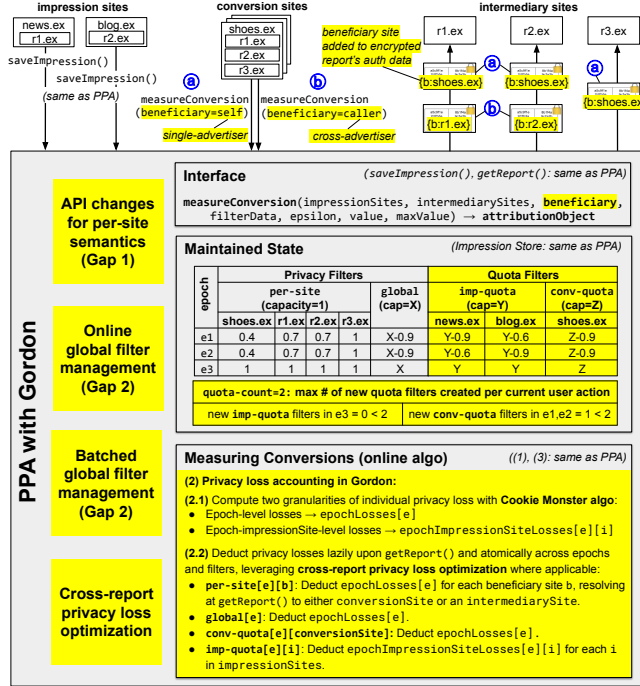 impression sites
conversion sites
intermediary sites
news.ex
r1.ex
blog.ex
r2.ex
saveImpression()
saveImpression()
(same as PPA)
shoes.ex
r1.ex
r2.ex
r3.ex
a
measureConversion
(beneficiary=self)
single-advertiser
b
measureConversion
(beneficiary=caller)
cross-advertiser
beneficiary site
added to encrypted
report's auth data
r1.ex
r2.ex
r3.ex
{b:shoes.ex}
a
{b:shoes.ex}
a
{b:shoes.ex}
{b:r1.ex}
b
{b:r2.ex}
PPA with Gordon
API changes
for per-site
semantics
(Gap 1)
Online
global filter
management
(Gap 2)
Batched
global filter
management
(Gap 2)
Cross-report
privacy loss
optimization
Interface
(saveImpression(), getReport(): same as PPA)
measureConversion(impressionSites, intermediarySites, beneficiary,
filterData, epsilon, value, maxValue) → attributionObject
Maintained State
(Impression Store: same as PPA)
epoch
Privacy Filters
Quota Filters
per-site
(capacity=1)
global
(cap=X)
imp-quota
(cap=Y)
conv-quota
(cap=Z)
shoes.ex r1.ex r2.ex r3.ex news.ex blog.ex shoes.ex
e1 0.4 0.7 0.7 1 X-0.9 Y-0.9 Y-0.6 Z-0.9
e2 0.4 0.7 0.7 1 X-0.9 Y-0.6 Y-0.9 Z-0.9
e3 1 1 1 1 X Y Y Z
quota-count=2: max # of new quota filters created per current user action
new imp-quota filters in e3 = 0 < 2
new conv-quota filters in e1,e2 = 1 < 2
Measuring Conversions (online algo)
((1), (3): same as PPA)
(2) Privacy loss accounting in Gordon:
(2.1) Compute two granularities of individual privacy loss with Cookie Monster algo:
● Epoch-level losses → epochLosses[e]
● Epoch-impressionSite-level losses → epochImpressionSiteLosses[e][i]
(2.2) Deduct privacy losses lazily upon getReport() and atomically across epochs
and filters, leveraging cross-report privacy loss optimization where applicable:
● per-site[e][b]: Deduct epochLosses[e] for each beneficiary site b, resolving
at getReport() to either conversionSite or an intermediarySite.
● global[e]: Deduct epochLosses[e].
● conv-quota[e][conversionSite]: Deduct epochLosses[e].
● imp-quota[e][i]: Deduct epochImpressionSiteLosses[e][i] for each i
in impressionSites.